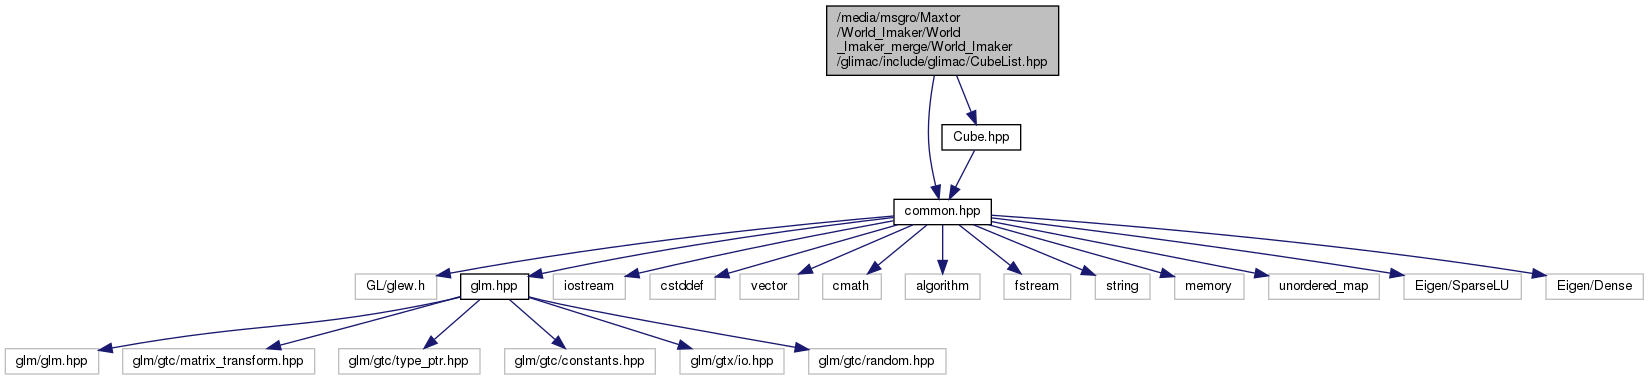 /media/msgro/Maxtor
/World_Imaker/World
_Imaker_merge/World_Imaker
/glimac/include/glimac/CubeList.hpp
Cube.hpp
common.hpp
GL/glew.h
glm.hpp
iostream
cstddef
vector
cmath
algorithm
fstream
string
memory
unordered_map
Eigen/SparseLU
Eigen/Dense
glm/glm.hpp
glm/gtc/matrix_transform.hpp
glm/gtc/type_ptr.hpp
glm/gtc/constants.hpp
glm/gtx/io.hpp
glm/gtc/random.hpp